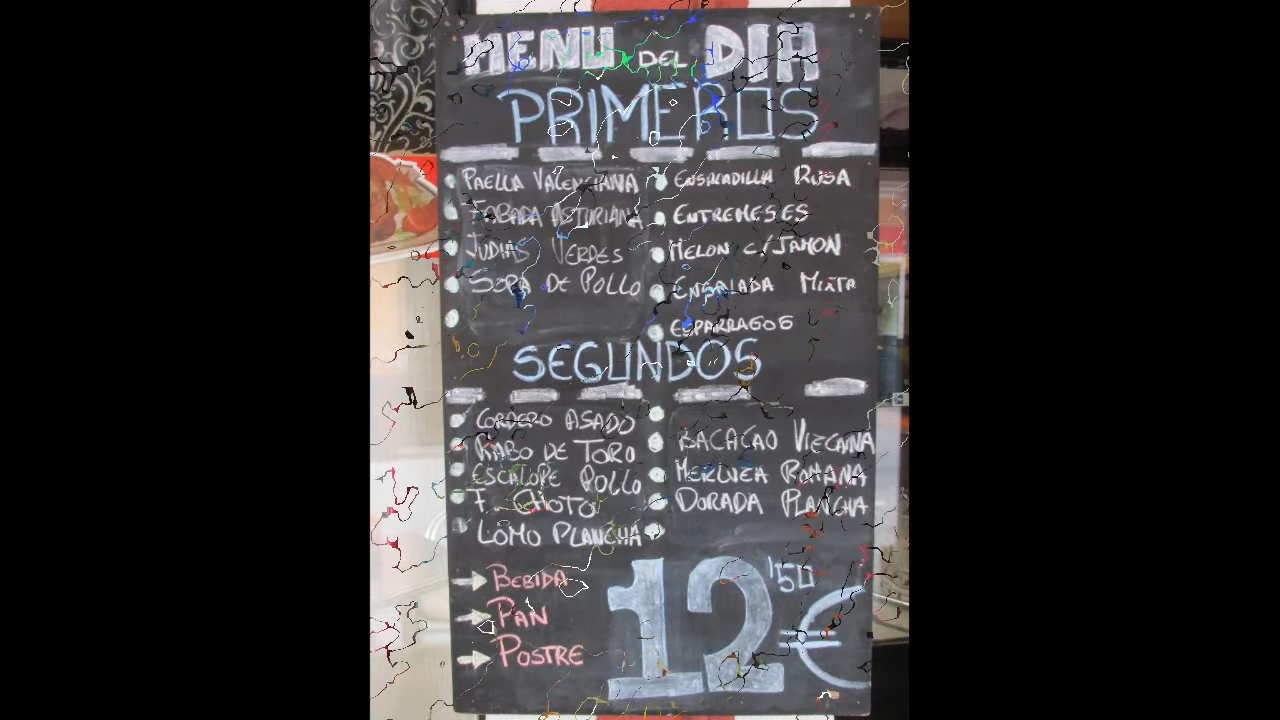 MENU DEL DIA
PRIMEROS
PAELLA VALENCIANA
FABADA ASTURIANA
JUDIAS VERDES
SOPA DE POLLO
ENSALADILLA RUSA
ENTREMESES
MELON C/ JAMON
ENSALADA MIXTA
ESPARRAGOS
SEGUNDOS
CORDERO ASADO
RABO DE TORO
ESCALOPE POLLO
F. CHOTO
LOMO PLANCHA
BACALAO VIZCAINA
MERLUZA ROMANA
DORADA PLANCHA
BEBIDA
PAN
POSTRE
12'50 €